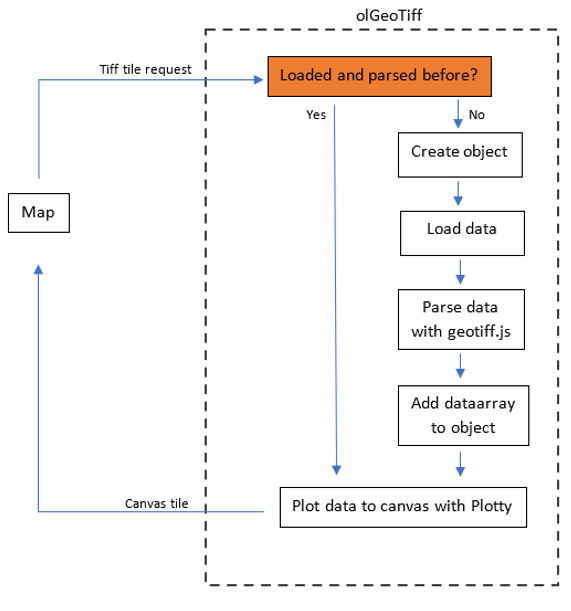 olGeoTiff
Tiff tile request
Loaded and parsed before?
Yes
No
Create object
Map
Load data
Parse data
with geotiff.js
Add dataarray
to object
Canvas tile
Plot data to canvas with Plotty